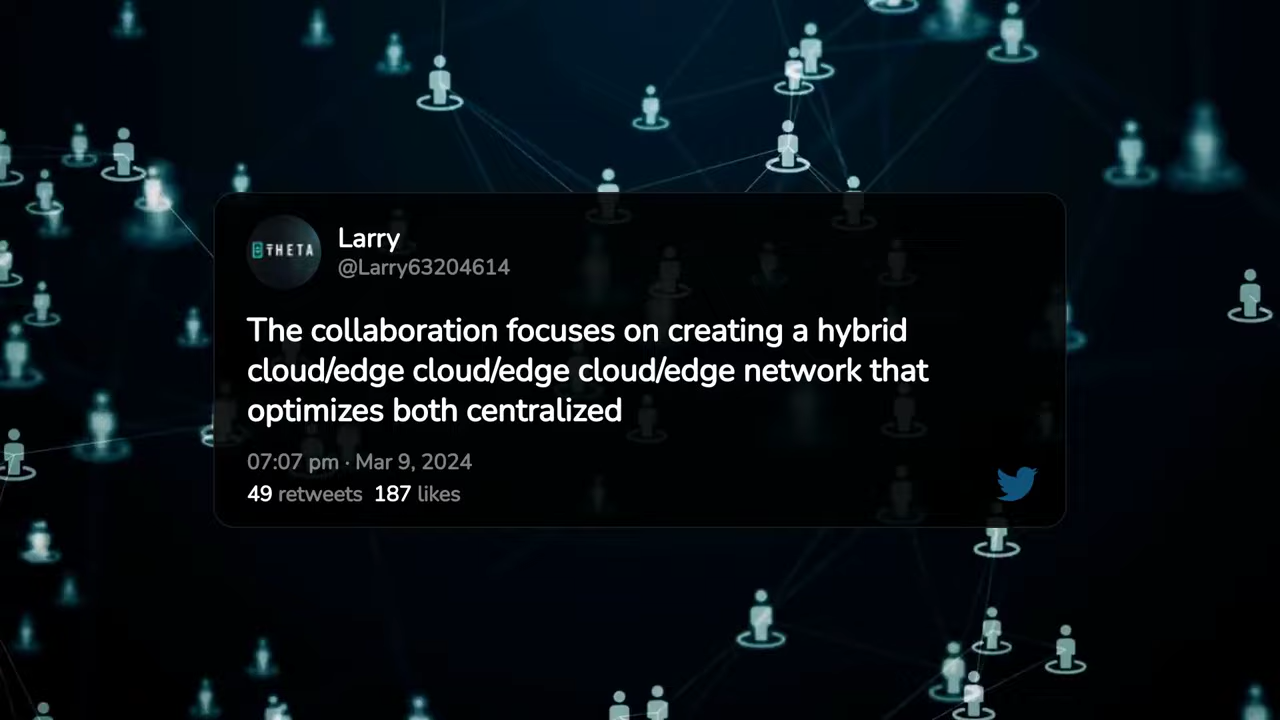 THETA
Larry
@Larry63204614
The collaboration focuses on creating a hybrid
cloud/edge cloud/edge cloud/edge network that
optimizes both centralized
07:07 pm · Mar 9, 2024
49 retweets 187 likes